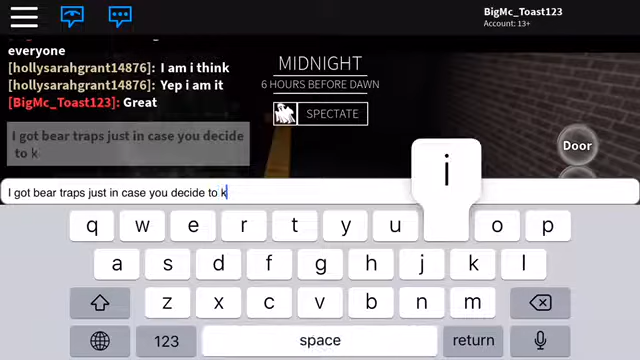 BigMc_Toast123
Account: 13+
everyone
[hollysarahgrant14876]: I am i think
[hollysarahgrant14876]: Yep i am it
[BigMc_Toast123]: Great
I got bear traps just in case you decide
to k
MIDNIGHT
6 HOURS BEFORE DAWN
SPECTATE
Door
I got bear traps just in case you decide to k
i
q w e r t y u o p
a s d f g h j k l
z x c v b n m
123 space return